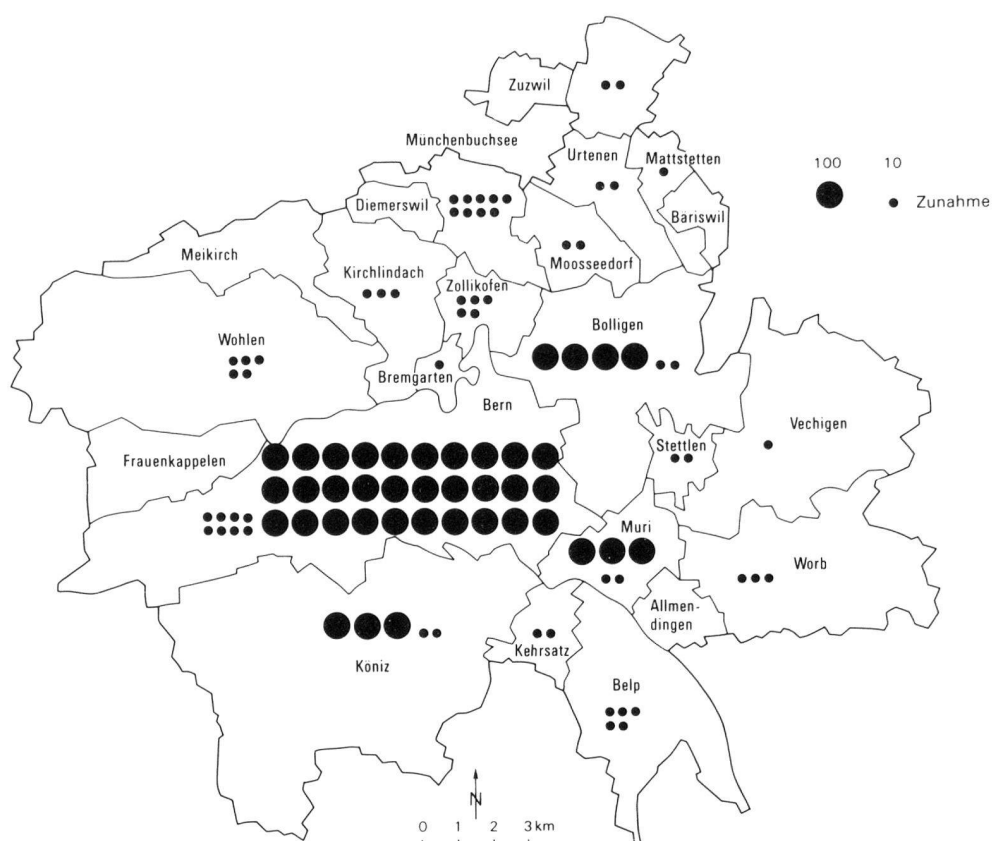 Zuzwil
Münchenbuchsee
Urtenen
Mattstetten
100 10
Zunahme
Diemerswil
Bariswil
Meikirch
Kirchlindach
Moosseedorf
Zollikofen
Bolligen
Wohlen
Bremgarten
Bern
Vechigen
Stettlen
Frauenkappelen
Muri
Worb
Allmen-
dingen
Kehrsatz
Köniz
Belp
N
0 1 2 3 km